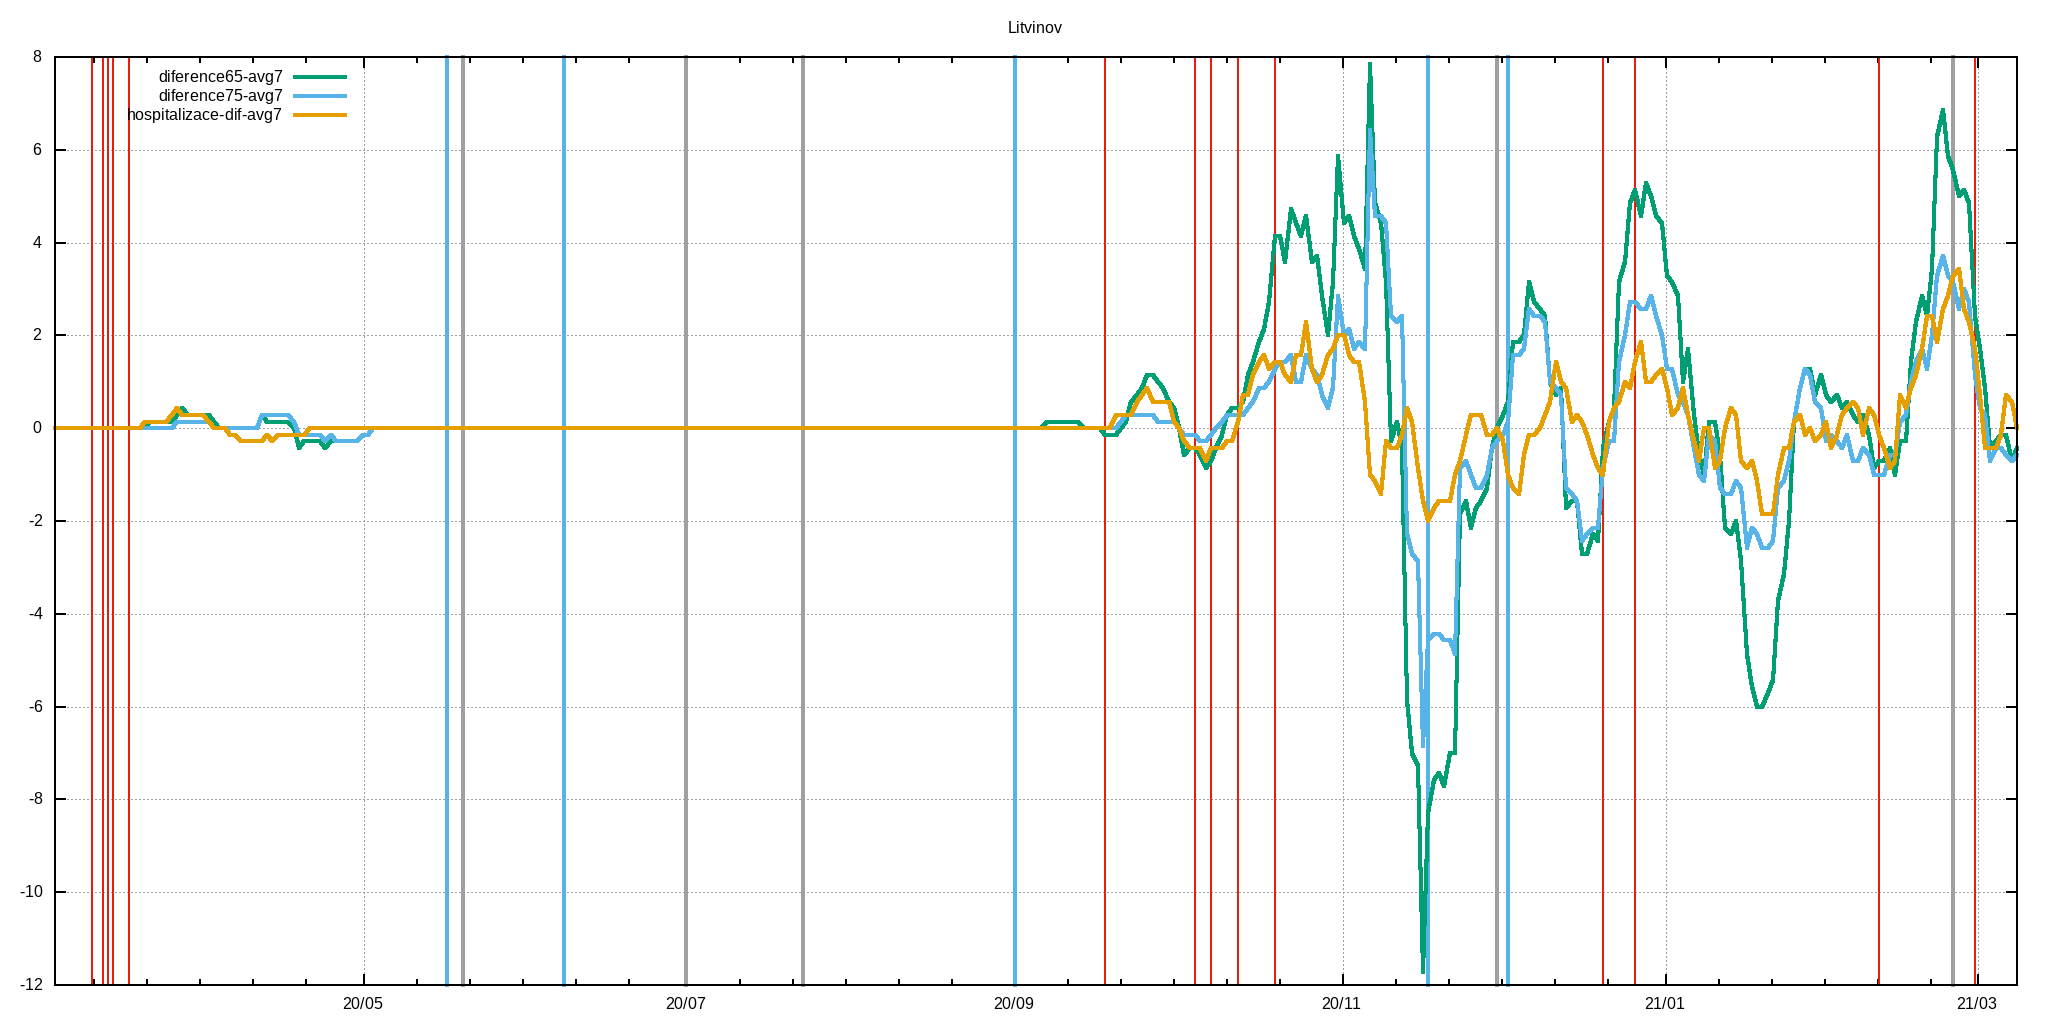 Litvinov
8
diference65-avg7
diference75-avg7
hospitalizace-dif-avg7
6
4
2
0
-2
-4
-6
-8
-10
-12
20/05 20/07 20/09 20/11 21/01 21/03